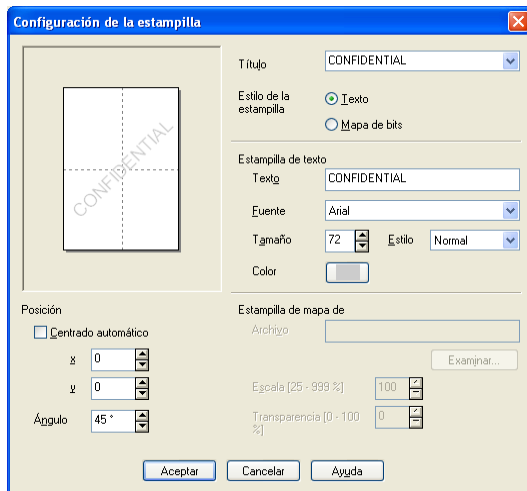 Configuración de la estampilla
CONFIDENTIAL
Título CONFIDENTIAL
Estilo de la
estampilla
Texto
Mapa de bits
Estampilla de texto
Texto CONFIDENTIAL
Fuente Arial
Tamaño 72 Estilo Normal
Color
Posición
Centrado automático
x 0
y 0
Ángulo 45 °
Estampilla de mapa de
Archivo
Examinar...
Escala [25 - 999 %] 100
Transparencia [0 - 100
%] 0
Aceptar Cancelar Ayuda